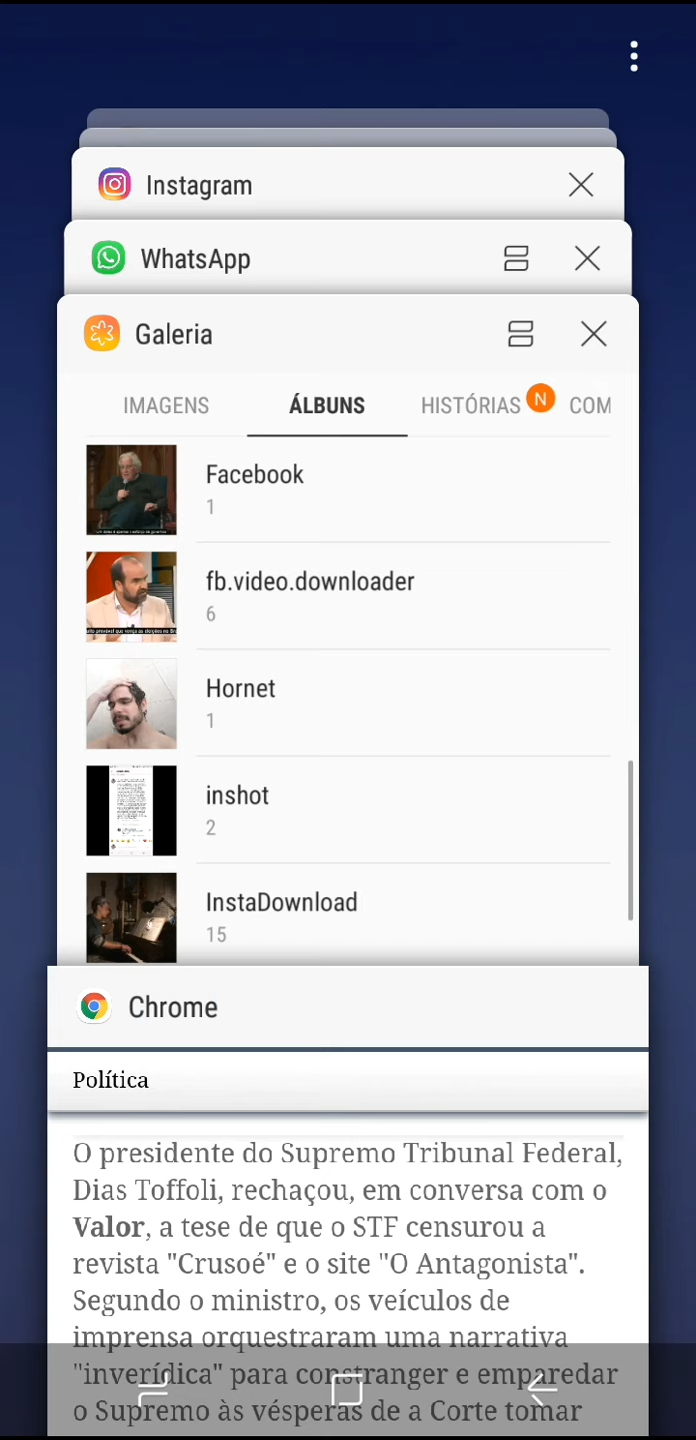 Instagram
WhatsApp
Galeria
IMAGENS ÁLBUNS HISTÓRIAS N COM
Facebook
1
fb.video.downloader
6
Hornet
1
inshot
2
InstaDownload
15
Chrome
Política
O presidente do Supremo Tribunal Federal,
Dias Toffoli, rechaçou, em conversa com o
Valor, a tese de que o STF censurou a
revista "Crusoé" e o site "O Antagonista".
Segundo o ministro, os veículos de
imprensa orquestraram uma narrativa
"inverídica" para constranger e emparedar
o Supremo às vésperas de a Corte tomar